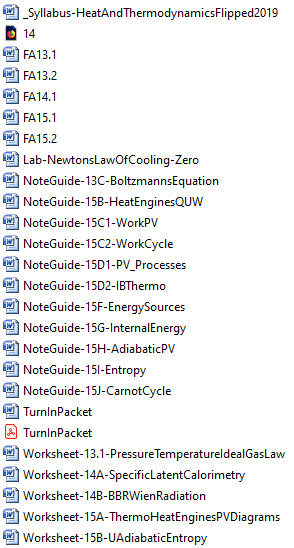 _Syllabus-HeatAndThermodynamicsFlipped2019
14
FA13.1
FA13.2
FA14.1
FA15.1
FA15.2
Lab-NewtonsLawOfCooling-Zero
NoteGuide-13C-BoltzmannsEquation
NoteGuide-15B-HeatEnginesQUW
NoteGuide-15C1-WorkPV
NoteGuide-15C2-WorkCycle
NoteGuide-15D1-PV_Processes
NoteGuide-15D2-IBThermo
NoteGuide-15F-EnergySources
NoteGuide-15G-InternalEnergy
NoteGuide-15H-AdiabaticPV
NoteGuide-15I-Entropy
NoteGuide-15J-CarnotCycle
TurnInPacket
TurnInPacket
Worksheet-13.1-PressureTemperatureIdealGasLaw
Worksheet-14A-SpecificLatentCalorimetry
Worksheet-14B-BBRWienRadiation
Worksheet-15A-ThermoHeatEnginesPVDiagrams
Worksheet-15B-UAdiabaticEntropy